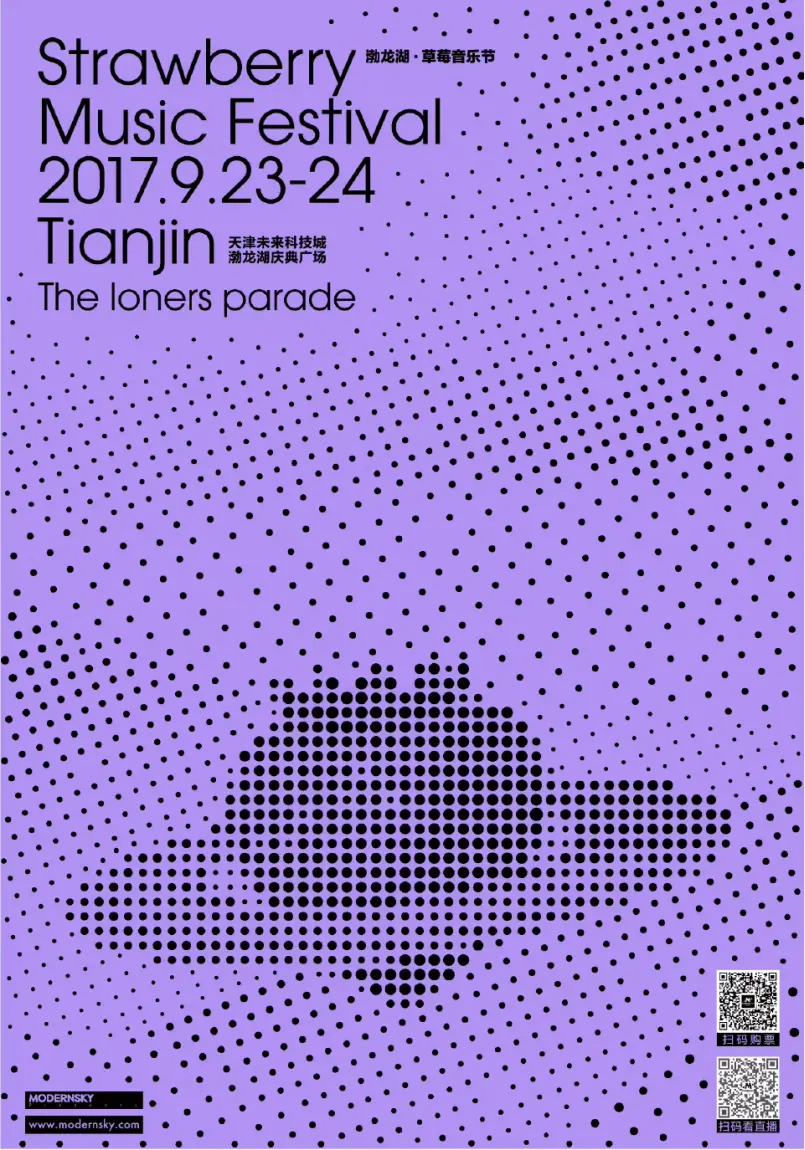 Strawberry
渤龙湖·草莓音乐节
Music Festival
2017.9.23-24
Tianjin
天津未来科技城
渤龙湖庆典广场
The loners parade
扫码购票
扫码看直播
MODERNSKY
www.modernsky.com